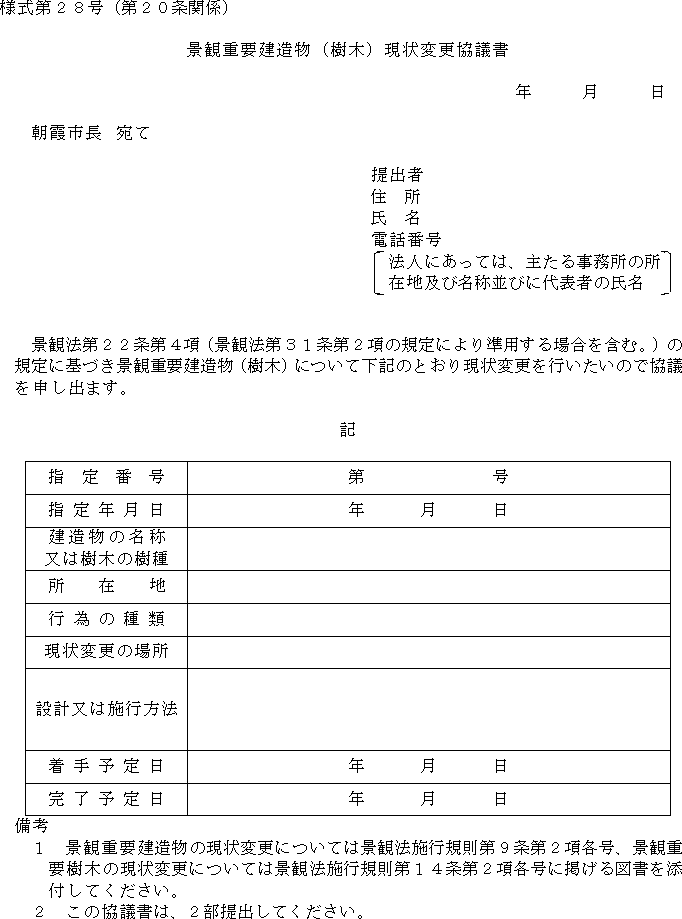 様式第２８号（第２０条関係）
景観重要建造物（樹木）現状変更協議書
年　　月　　日
朝霞市長　宛て
提出者
住　所
氏　名
電話番号
法人にあっては、主たる事務所の所
在地及び名称並びに代表者の氏名
景観法第２２条第４項（景観法第３１条第２項の規定により準用する場合を含む。）の
規定に基づき景観重要建造物（樹木）について下記のとおり現状変更を行いたいので協議
を申し出ます。
記
指定番号　第　　号
指定年月日　年　　月　　日
建造物の名称
又は樹木の樹種
所在地
行為の種類
現状変更の場所
設計又は施行方法
着手予定日　年　　月　　日
完了予定日　年　　月　　日
備考
１　景観重要建造物の現状変更については景観法施行規則第９条第２項各号、景観重
要樹木の現状変更については景観法施行規則第１４条第２項各号に掲げる図書を添
付してください。
２　この協議書は、２部提出してください。